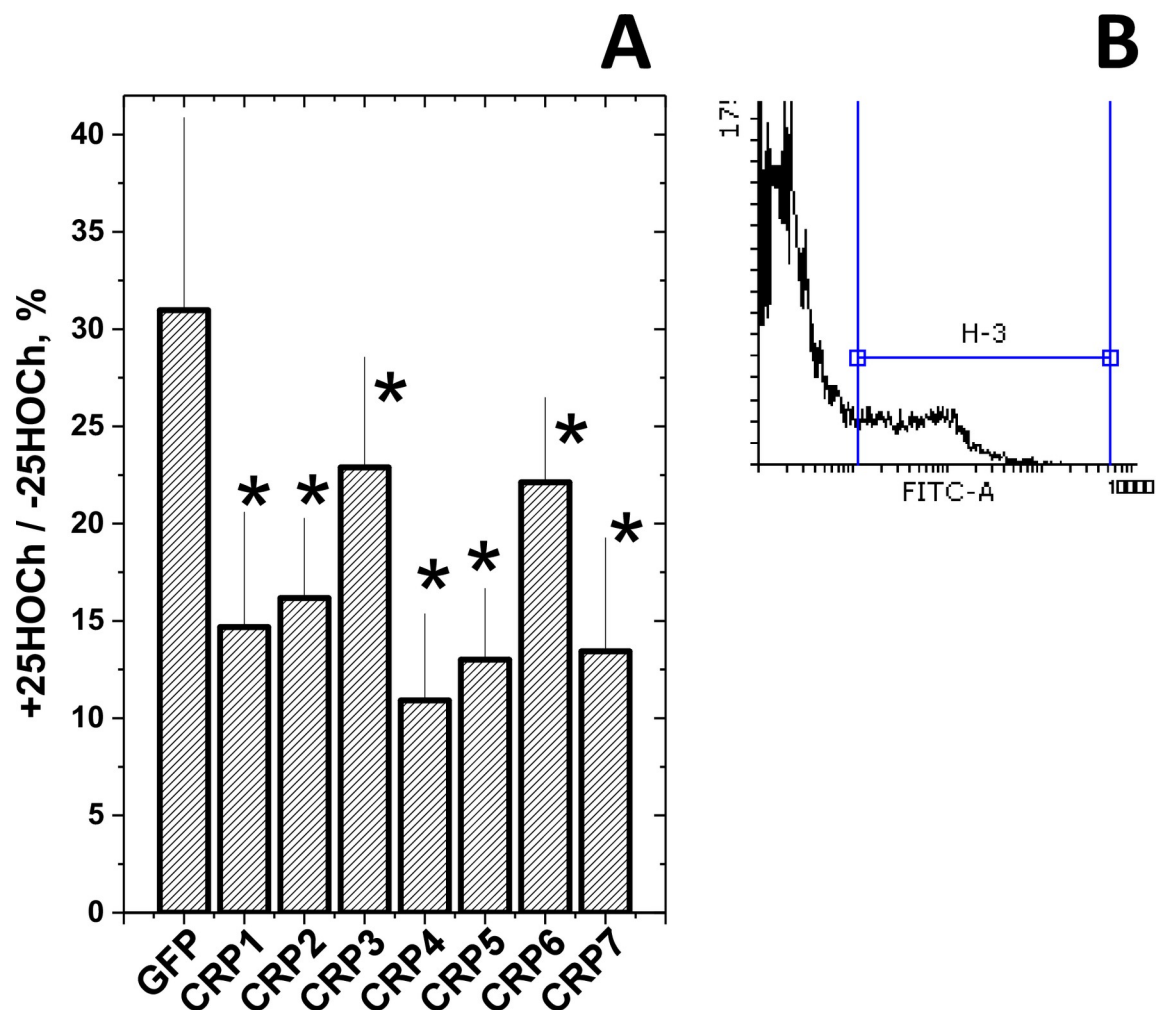 A
B
+25HOCh / -25HOCh, %
40
35
30
25
20
15
10
5
0
*
*
*
*
*
*
*
GFP
CRP1
CRP2
CRP3
CRP4
CRP5
CRP6
CRP7
H-3
FITC-A